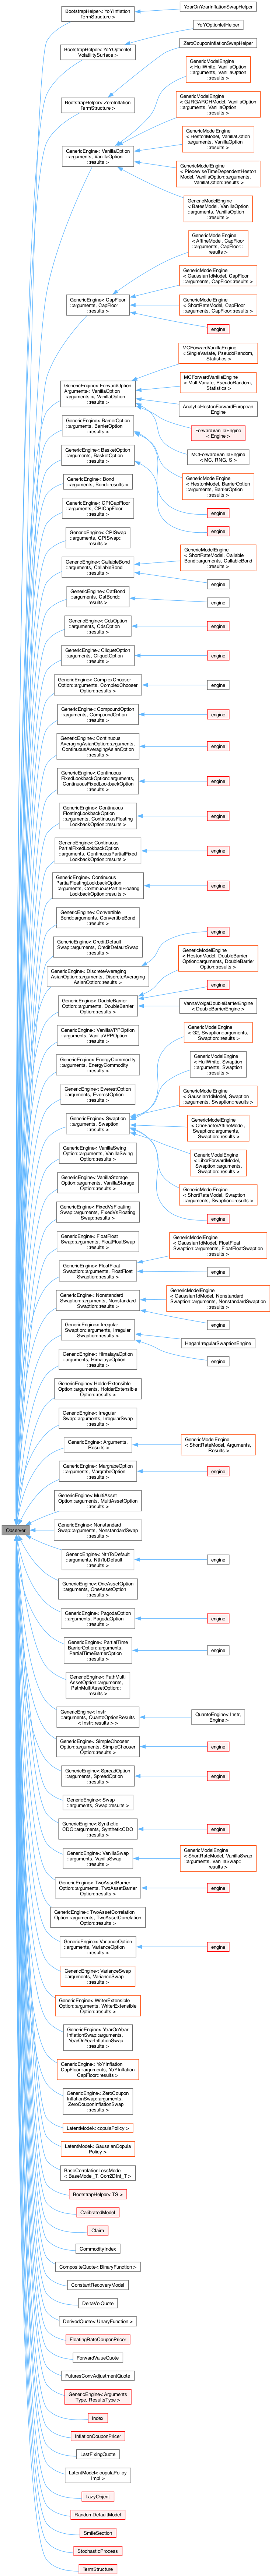 BootstrapHelper< YoYInflation
TermStructure >
YearOnYearInflationSwapHelper
BootstrapHelper< YoYOptionlet
VolatilitySurface >
YoYOptionletHelper
BootstrapHelper< ZeroInflation
TermStructure >
ZeroCouponInflationSwapHelper
GenericEngine< VanillaOption
::arguments, VanillaOption
::results >
GenericModelEngine
< HullWhite, VanillaOption
::arguments, VanillaOption
::results >
GenericModelEngine
< GJRGARCHModel, VanillaOption
::arguments, VanillaOption
::results >
GenericModelEngine
< HestonModel, VanillaOption
::arguments, VanillaOption
::results >
GenericModelEngine
< PiecewiseTimeDependentHeston
Model, VanillaOption::arguments,
VanillaOption::results >
GenericModelEngine
< BatesModel, VanillaOption
::arguments, VanillaOption
::results >
GenericEngine< CapFloor
::arguments, CapFloor
::results >
GenericModelEngine
< AffineModel, CapFloor
::arguments, CapFloor::
results >
GenericModelEngine
< Gaussian1dModel, CapFloor
::arguments, CapFloor::results >
GenericModelEngine
< ShortRateModel, CapFloor
::arguments, CapFloor::results >
engine
GenericEngine< ForwardOption
Arguments< VanillaOption
::arguments >, VanillaOption
::results >
MCForwardVanillaEngine
< SingleVariate, PseudoRandom,
Statistics >
MCForwardVanillaEngine
< MultiVariate, PseudoRandom,
Statistics >
AnalyticHestonForwardEuropean
Engine
ForwardVanillaEngine
< Engine >
MCForwardVanillaEngine
< MC, RNG, S >
GenericEngine< BarrierOption
::arguments, BarrierOption
::results >
GenericModelEngine
< HestonModel, BarrierOption
::arguments, BarrierOption
::results >
engine
GenericEngine< BasketOption
::arguments, BasketOption
::results >
engine
GenericEngine< Bond
::arguments, Bond::results >
GenericEngine< CPICapFloor
::arguments, CPICapFloor
::results >
GenericEngine< CPISwap
::arguments, CPISwap::
results >
GenericEngine< CallableBond
::arguments, CallableBond
::results >
GenericModelEngine
< ShortRateModel, Callable
Bond::arguments, CallableBond
::results >
engine
GenericEngine< CatBond
::arguments, CatBond::
results >
engine
GenericEngine< CdsOption
::arguments, CdsOption
::results >
engine
GenericEngine< CliquetOption
::arguments, CliquetOption
::results >
engine
GenericEngine< ComplexChooser
Option::arguments, ComplexChooser
Option::results >
engine
GenericEngine< CompoundOption
::arguments, CompoundOption
::results >
engine
GenericEngine< Continuous
AveragingAsianOption::arguments,
ContinuousAveragingAsianOption
::results >
engine
GenericEngine< Continuous
FixedLookbackOption::arguments,
ContinuousFixedLookbackOption
::results >
engine
GenericEngine< Continuous
FloatingLookbackOption
::arguments, ContinuousFloating
LookbackOption::results >
engine
GenericEngine< Continuous
PartialFixedLookbackOption
::arguments, ContinuousPartialFixed
LookbackOption::results >
engine
GenericEngine< Continuous
PartialFloatingLookbackOption
::arguments, ContinuousPartialFloating
LookbackOption::results >
engine
GenericEngine< Convertible
Bond::arguments, ConvertibleBond
::results >
GenericEngine< CreditDefault
Swap::arguments, CreditDefaultSwap
::results >
GenericEngine< DiscreteAveraging
AsianOption::arguments, DiscreteAveraging
AsianOption::results >
engine
GenericEngine< DoubleBarrier
Option::arguments, DoubleBarrier
Option::results >
GenericModelEngine
< HestonModel, DoubleBarrier
Option::arguments, DoubleBarrier
Option::results >
engine
VannaVolgaDoubleBarrierEngine
< DoubleBarrierEngine >
GenericEngine< VanillaVPPOption
::arguments, VanillaVPPOption
::results >
GenericEngine< EnergyCommodity
::arguments, EnergyCommodity
::results >
GenericEngine< EverestOption
::arguments, EverestOption
::results >
GenericEngine< Swaption
::arguments, Swaption
::results >
GenericModelEngine
< G2, Swaption::arguments,
Swaption::results >
GenericModelEngine
< HullWhite, Swaption
::arguments, Swaption
::results >
GenericModelEngine
< Gaussian1dModel, Swaption
::arguments, Swaption::results >
GenericModelEngine
< OneFactorAffineModel,
Swaption::arguments,
Swaption::results >
GenericModelEngine
< LiborForwardModel,
Swaption::arguments,
Swaption::results >
GenericModelEngine
< ShortRateModel, Swaption
::arguments, Swaption::results >
engine
GenericEngine< VanillaSwing
Option::arguments, VanillaSwing
Option::results >
GenericEngine< VanillaStorage
Option::arguments, VanillaStorage
Option::results >
GenericEngine< FixedVsFloating
Swap::arguments, FixedVsFloating
Swap::results >
GenericEngine< FloatFloat
Swap::arguments, FloatFloatSwap
::results >
GenericEngine< FloatFloat
Swaption::arguments, FloatFloat
Swaption::results >
GenericModelEngine
< Gaussian1dModel, FloatFloat
Swaption::arguments, FloatFloatSwaption
::results >
engine
GenericEngine< Nonstandard
Swaption::arguments, Nonstandard
Swaption::results >
GenericModelEngine
< Gaussian1dModel, Nonstandard
Swaption::arguments, NonstandardSwaption
::results >
engine
GenericEngine< Irregular
Swaption::arguments, Irregular
Swaption::results >
HaganIrregularSwaptionEngine
engine
GenericEngine< HimalayaOption
::arguments, HimalayaOption
::results >
GenericEngine< HolderExtensible
Option::arguments, HolderExtensible
Option::results >
GenericEngine< Irregular
Swap::arguments, IrregularSwap
::results >
GenericEngine< Arguments,
Results >
GenericModelEngine
< ShortRateModel, Arguments,
Results >
GenericEngine< MargrabeOption
::arguments, MargrabeOption
::results >
engine
GenericEngine< MultiAsset
Option::arguments, MultiAssetOption
::results >
Observer
GenericEngine< Nonstandard
Swap::arguments, NonstandardSwap
::results >
GenericEngine< NthToDefault
::arguments, NthToDefault
::results >
engine
GenericEngine< OneAssetOption
::arguments, OneAssetOption
::results >
GenericEngine< PagodaOption
::arguments, PagodaOption
::results >
engine
GenericEngine< PartialTime
BarrierOption::arguments,
PartialTimeBarrierOption
::results >
engine
GenericEngine< PathMulti
AssetOption::arguments,
PathMultiAssetOption::
results >
GenericEngine< Instr
::arguments, QuantoOptionResults
< Instr::results > >
QuantoEngine< Instr,
Engine >
GenericEngine< SimpleChooser
Option::arguments, SimpleChooser
Option::results >
engine
GenericEngine< SpreadOption
::arguments, SpreadOption
::results >
engine
GenericEngine< Swap
::arguments, Swap::results >
GenericEngine< Synthetic
CDO::arguments, SyntheticCDO
::results >
engine
GenericEngine< VanillaSwap
::arguments, VanillaSwap
::results >
GenericModelEngine
< ShortRateModel, VanillaSwap
::arguments, VanillaSwap::
results >
GenericEngine< TwoAssetBarrier
Option::arguments, TwoAssetBarrier
Option::results >
engine
GenericEngine< TwoAssetCorrelation
Option::arguments, TwoAssetCorrelation
Option::results >
GenericEngine< VarianceOption
::arguments, VarianceOption
::results >
engine
GenericEngine< VarianceSwap
::arguments, VarianceSwap
::results >
GenericEngine< WriterExtensible
Option::arguments, WriterExtensible
Option::results >
GenericEngine< YearOnYear
InflationSwap::arguments,
YearOnYearInflationSwap
::results >
GenericEngine< YoYInflation
CapFloor::arguments, YoYInflation
CapFloor::results >
GenericEngine< ZeroCoupon
InflationSwap::arguments,
ZeroCouponInflationSwap
::results >
LatentModel< copulaPolicy >
LatentModel< GaussianCopula
Policy >
BaseCorrelationLossModel
< BaseModel_T, Corr2DInt_T >
BootstrapHelper< TS >
CalibratedModel
Claim
CommodityIndex
CompositeQuote< BinaryFunction >
ConstantRecoveryModel
DeltaVolQuote
DerivedQuote< UnaryFunction >
FloatingRateCouponPricer
ForwardValueQuote
FuturesConvAdjustmentQuote
GenericEngine< Arguments
Type, ResultsType >
Index
InflationCouponPricer
LastFixingQuote
LatentModel< copulaPolicy
Impl >
LazyObject
RandomDefaultModel
SmileSection
StochasticProcess
TermStructure